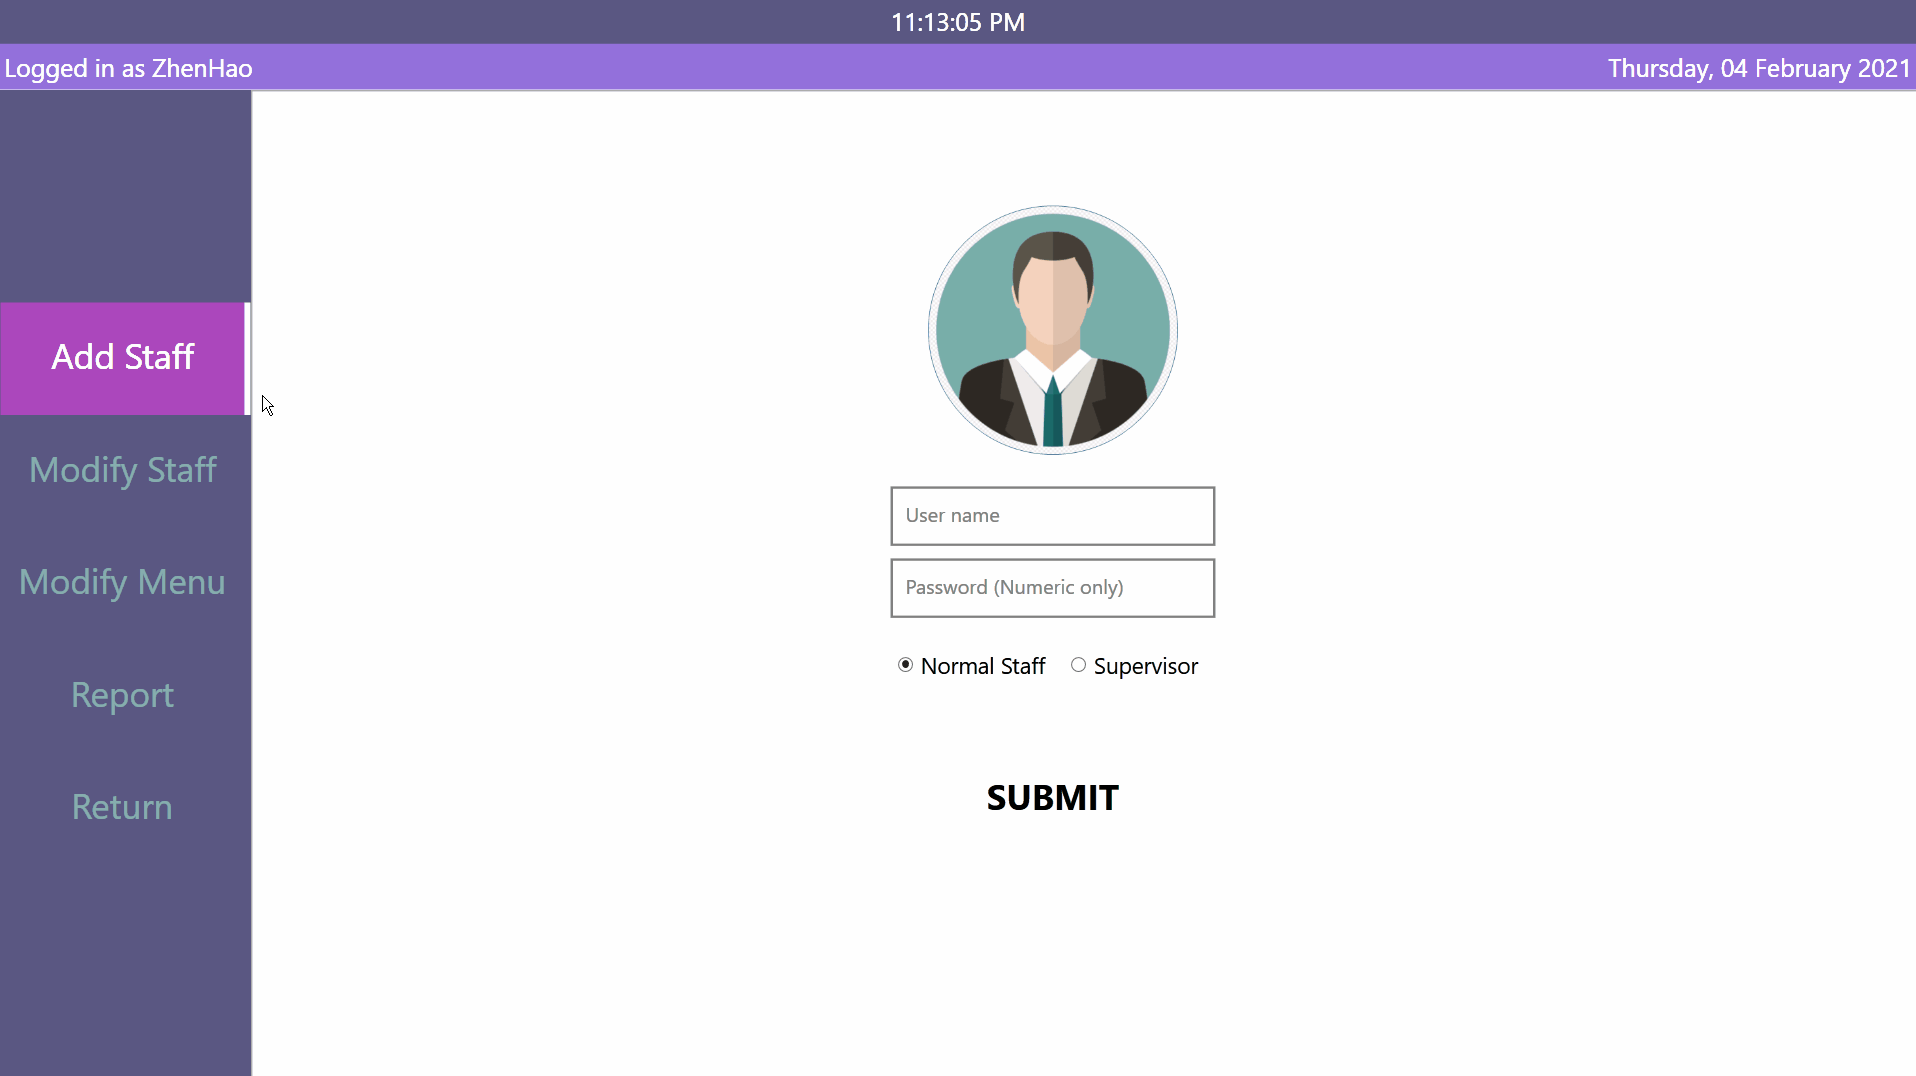 11:13:05 PM
Logged in as ZhenHao
Thursday, 04 February 2021
Add Staff
Modify Staff
Modify Menu
Report
Return
User name
Password (Numeric only)
Normal Staff
Supervisor
SUBMIT